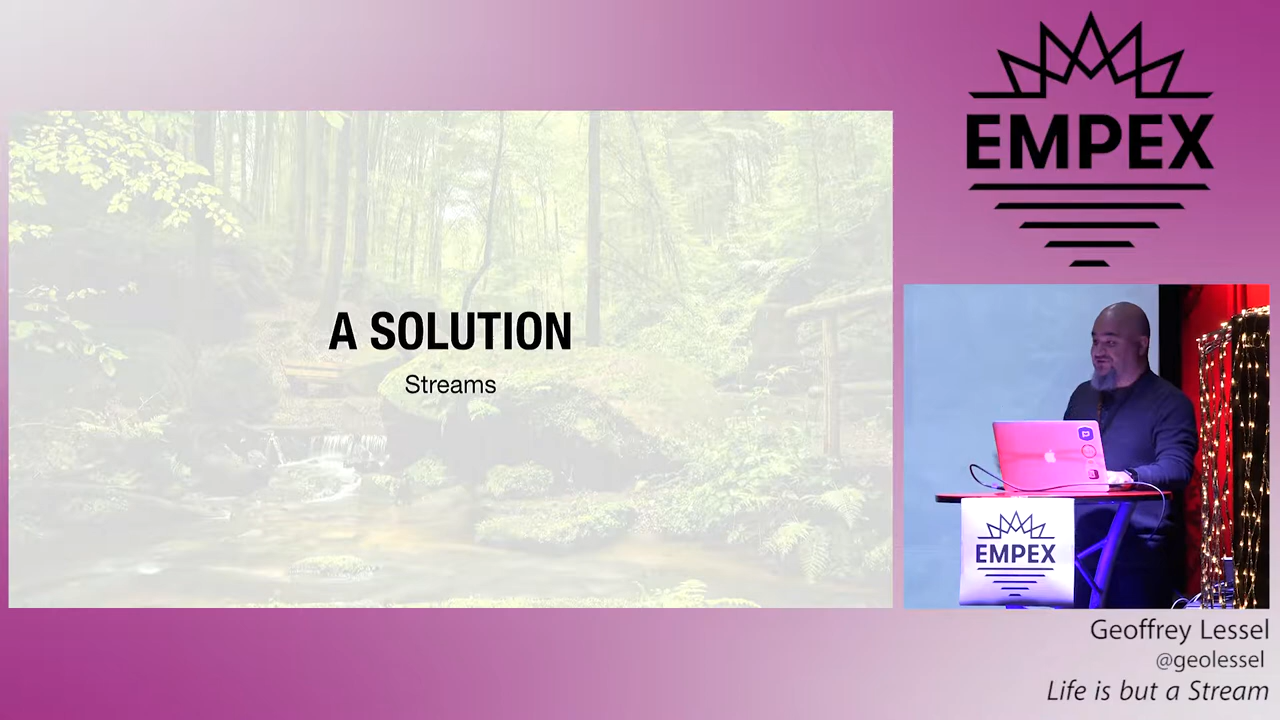 A SOLUTION
Streams
EMPEX
EMPEX
Geoffrey Lessel
@geolessel
Life is but a Stream